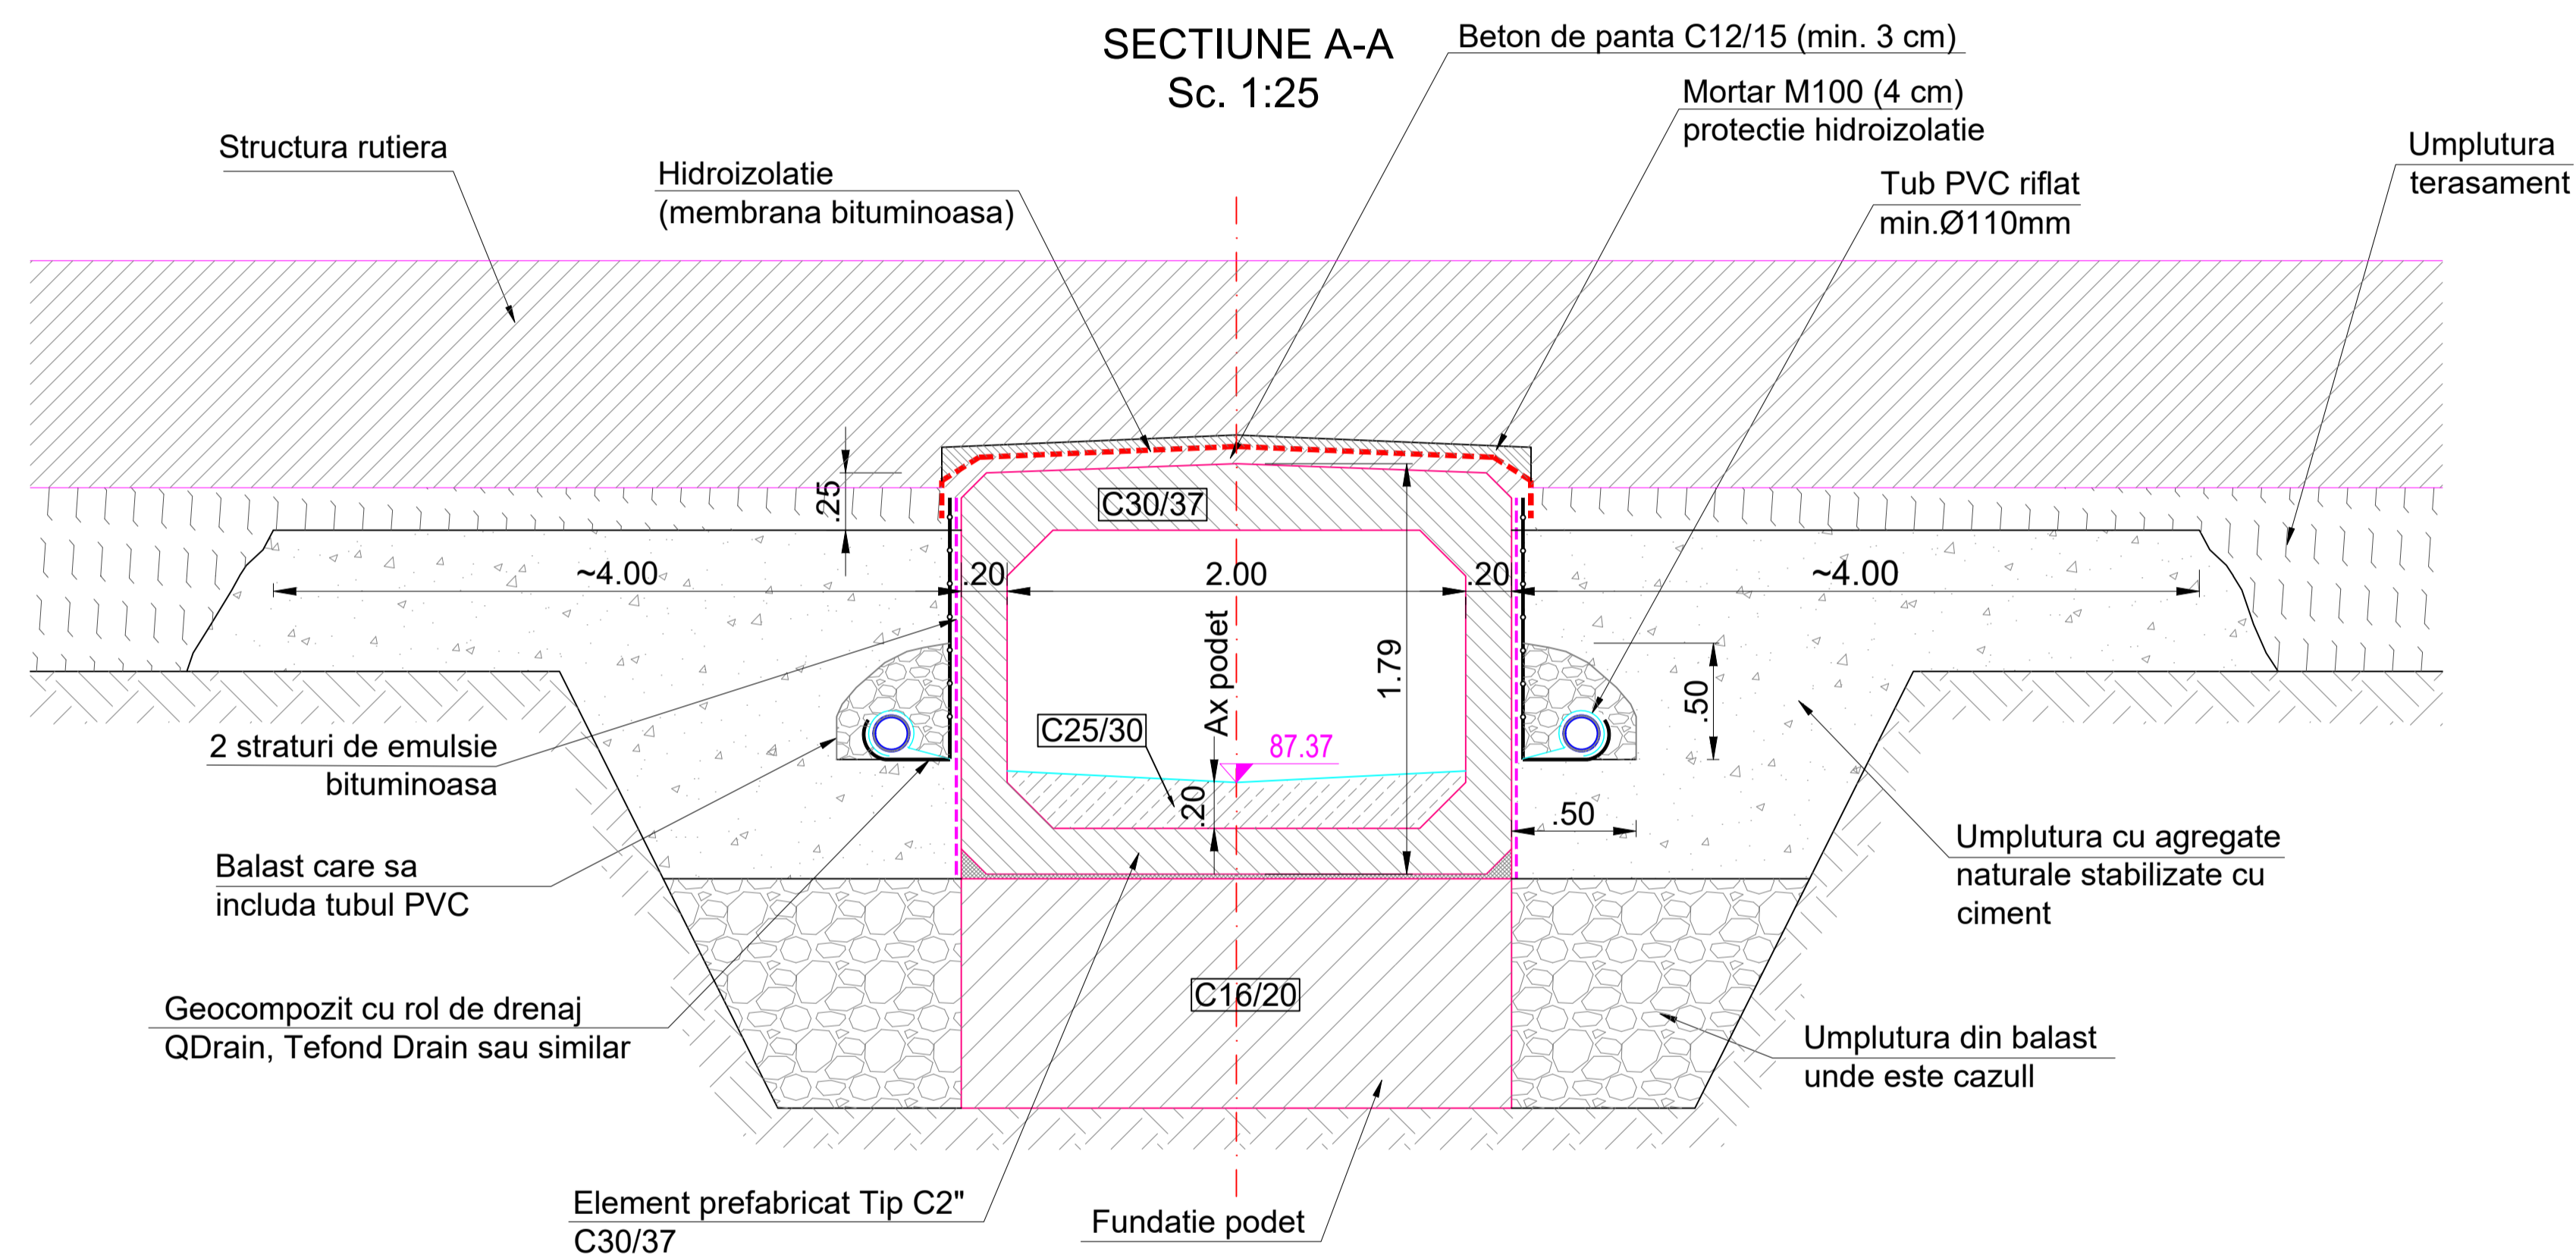 SECTIUNE A-A
Sc. 1:25
Beton de panta C12/15 (min. 3 cm)
Mortar M100 (4 cm)
protectie hidroizolatie
Structura rutiera
Hidroizolatie
(membrana bituminoasa)
Tub PVC riflat
min.Ø110mm
Umplutura
terasament
.25
C30/37
~4.00
.20
2.00
.20
~4.00
Ax podet
1.79
.50
C25/30
87.37
.20
.50
2 straturi de emulsie
bituminoasa
Balast care sa
includa tubul PVC
Umplutura cu agregate
naturale stabilizate cu
ciment
C16/20
Geocompozit cu rol de drenaj
QDrain, Tefond Drain sau similar
Umplutura din balast
unde este cazull
Element prefabricat Tip C2"
C30/37
Fundatie podet